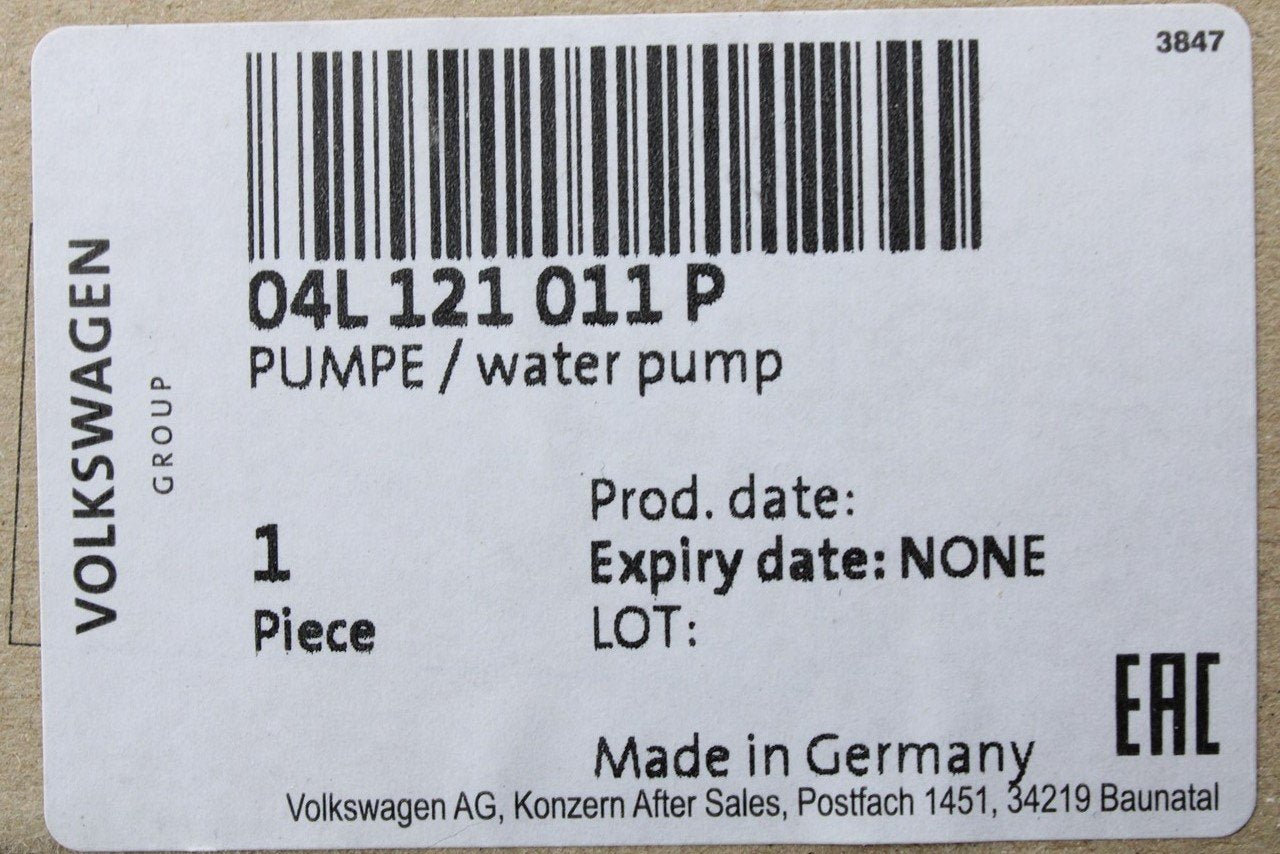 3847
VOLKSWAGEN
GROUP
04L 121 011 P
PUMPE / water pump
Prod. date:
1
Expiry date: NONE
Piece
LOT:
EAC
Made in Germany
Volkswagen AG, Konzern After Sales, Postfach 1451, 34219 Baunatal